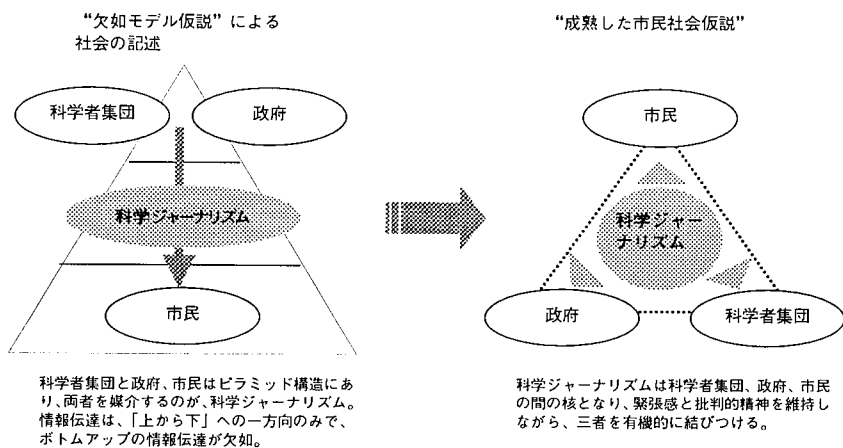 “欠如モデル仮説”による
社会の記述
科学者集団
政府
科学ジャーナリズム
市民
科学者集団と政府、市民はピラミッド構造にあ
り、両者を媒介するのが、科学ジャーナリズム。
情報伝達は、「上から下」への一方向のみで、
ボトムアップの情報伝達が欠如。
“成熟した市民社会仮説”
市民
科学ジャー
ナリズム
政府
科学者集団
科学ジャーナリズムは科学者集団、政府、市民
の間の核となり、緊張感と批判的精神を維持し
ながら、三者を有機的に結びつける。